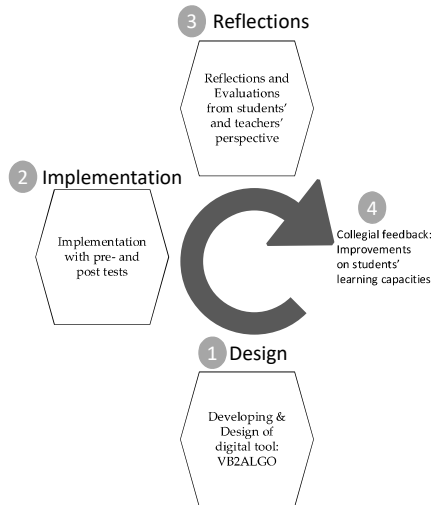 3 Reflections
Reflections and
Evaluations
from students'
and teachers'
perspective
2 Implementation
Implementation
with pre- and
post tests
4
Collegial feedback:
Improvements
on students'
learning capacities
1 Design
Developing &
Design of
digital tool:
VB2ALGO